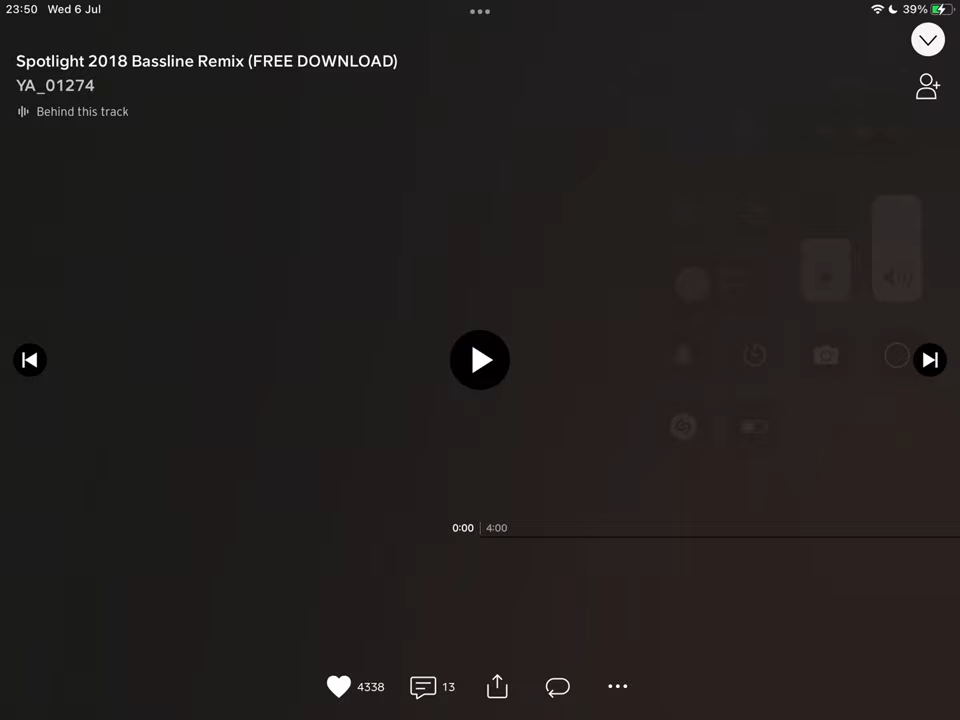 23:50 Wed 6 Jul
39%
Spotlight 2018 Bassline Remix (FREE DOWNLOAD)
YA_01274
Behind this track
0:00 4:00
4338 13